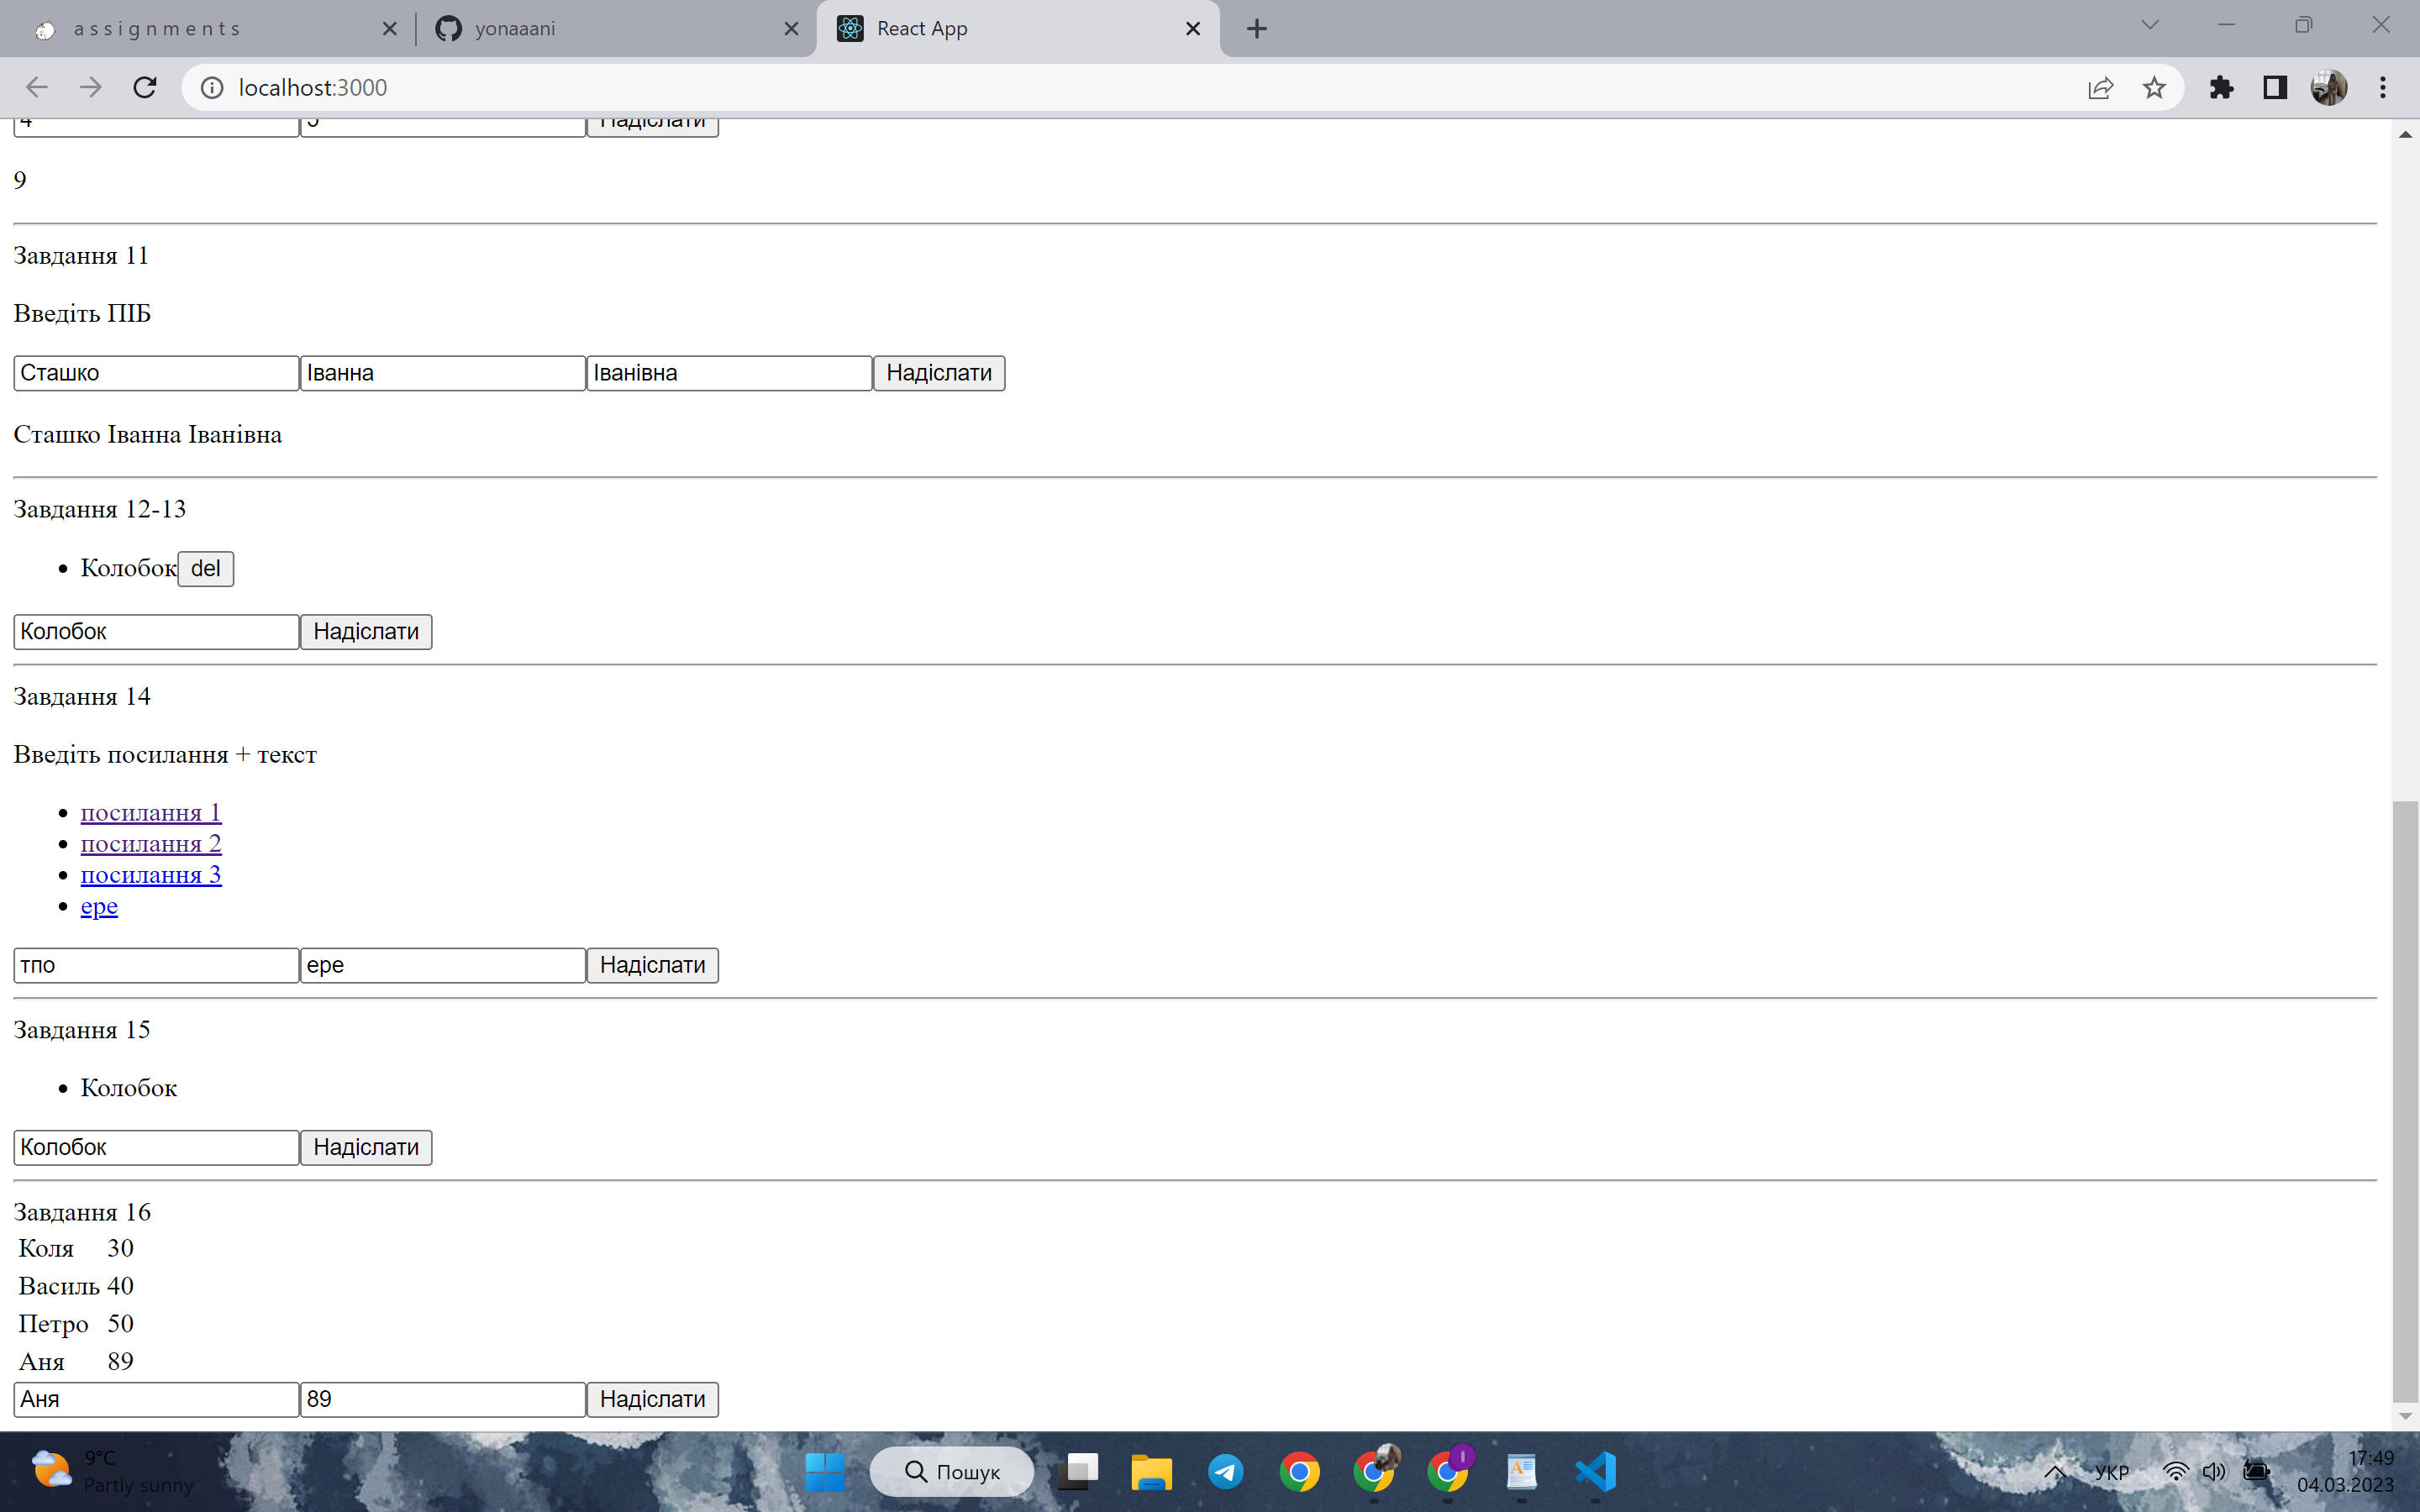 a s s i g n m e n t s
yonaaani
React App
localhost:3000
4 5 Надіслати
9
Завдання 11
Введіть ПІБ
Сташко Іванна Іванівна Надіслати
Сташко Іванна Іванівна
Завдання 12-13
Колобок del
Колобок Надіслати
Завдання 14
Введіть посилання + текст
посилання 1
посилання 2
посилання 3
ере
тпо ере Надіслати
Завдання 15
Колобок
Колобок Надіслати
Завдання 16
Коля 30
Василь 40
Петро 50
Аня 89
Аня 89 Надіслати
9°C
Partly sunny
Пошук
УКР
17:49
04.03.2023